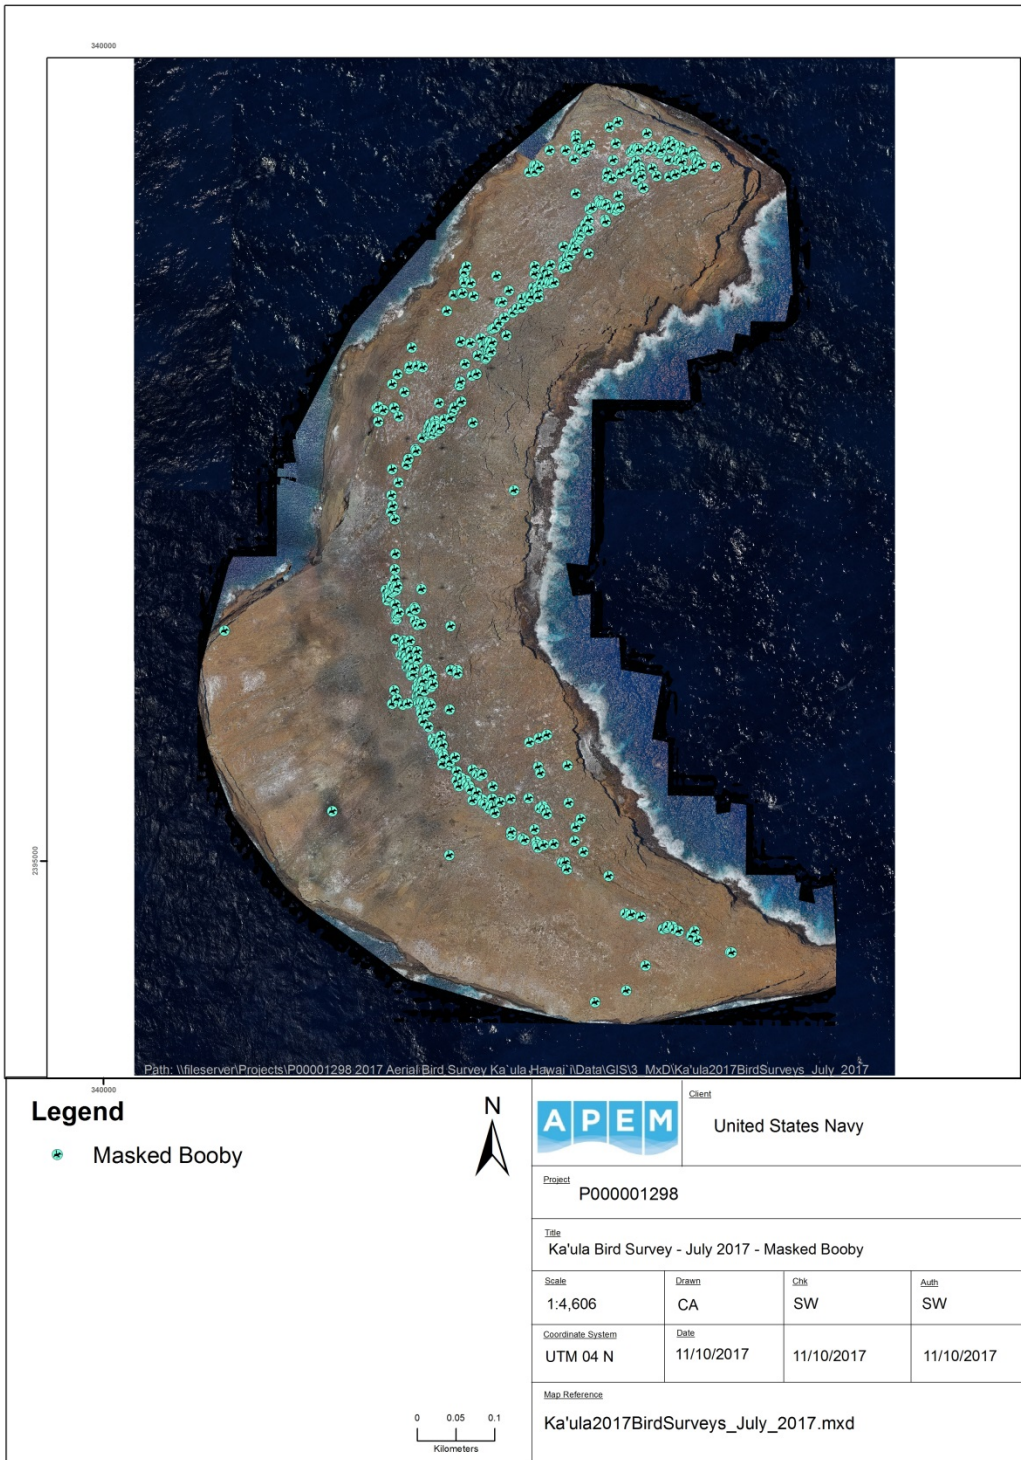 340000
2395000
Path: \\fileserver\Projects\P00001298 2017 Aerial Bird Survey Ka`ula Hawai`i\Data\GIS\3_MxD\Ka'ula2017BirdSurveys_July_2017
340000
Legend
Masked Booby
N
0 0.05 0.1
Kilometers
APEM
Client
United States Navy
Project
P000001298
Title
Ka'ula Bird Survey - July 2017 - Masked Booby
Scale
Drawn
Chk
Auth
1:4,606
CA
SW
SW
Coordinate System
Date
UTM 04 N
11/10/2017
11/10/2017
11/10/2017
Map Reference
Ka'ula2017BirdSurveys_July_2017.mxd